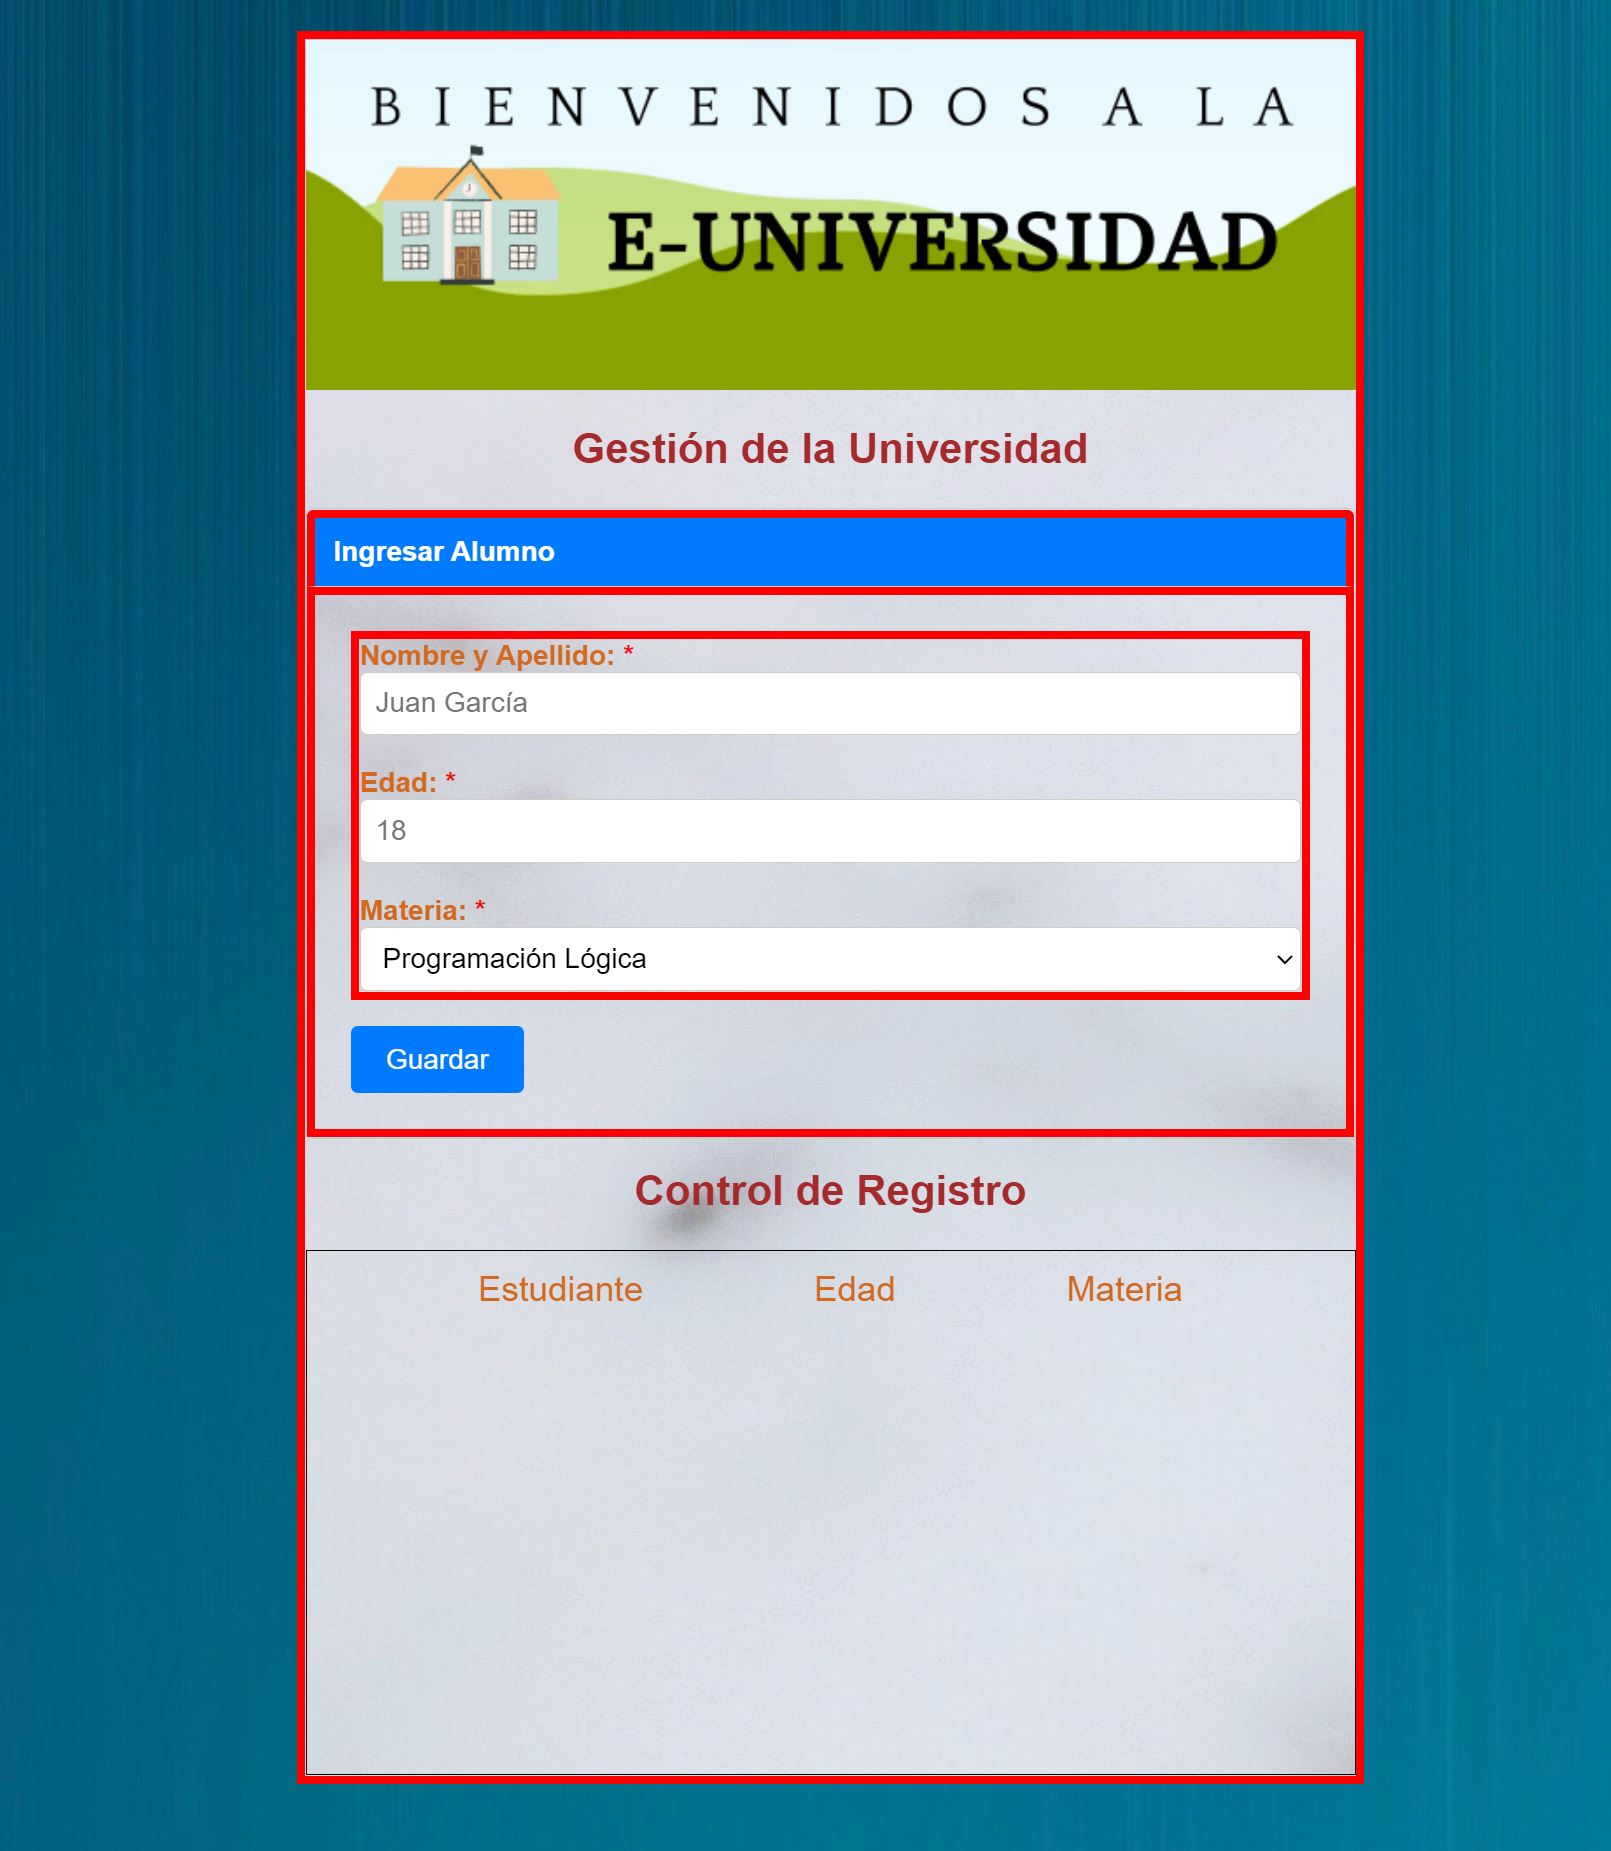 BIENVENIDOS A LA
E-UNIVERSIDAD
Gestión de la Universidad
Ingresar Alumno
Nombre y Apellido: *
Juan García
Edad: *
18
Materia: *
Programación Lógica
Guardar
Control de Registro
Estudiante Edad Materia